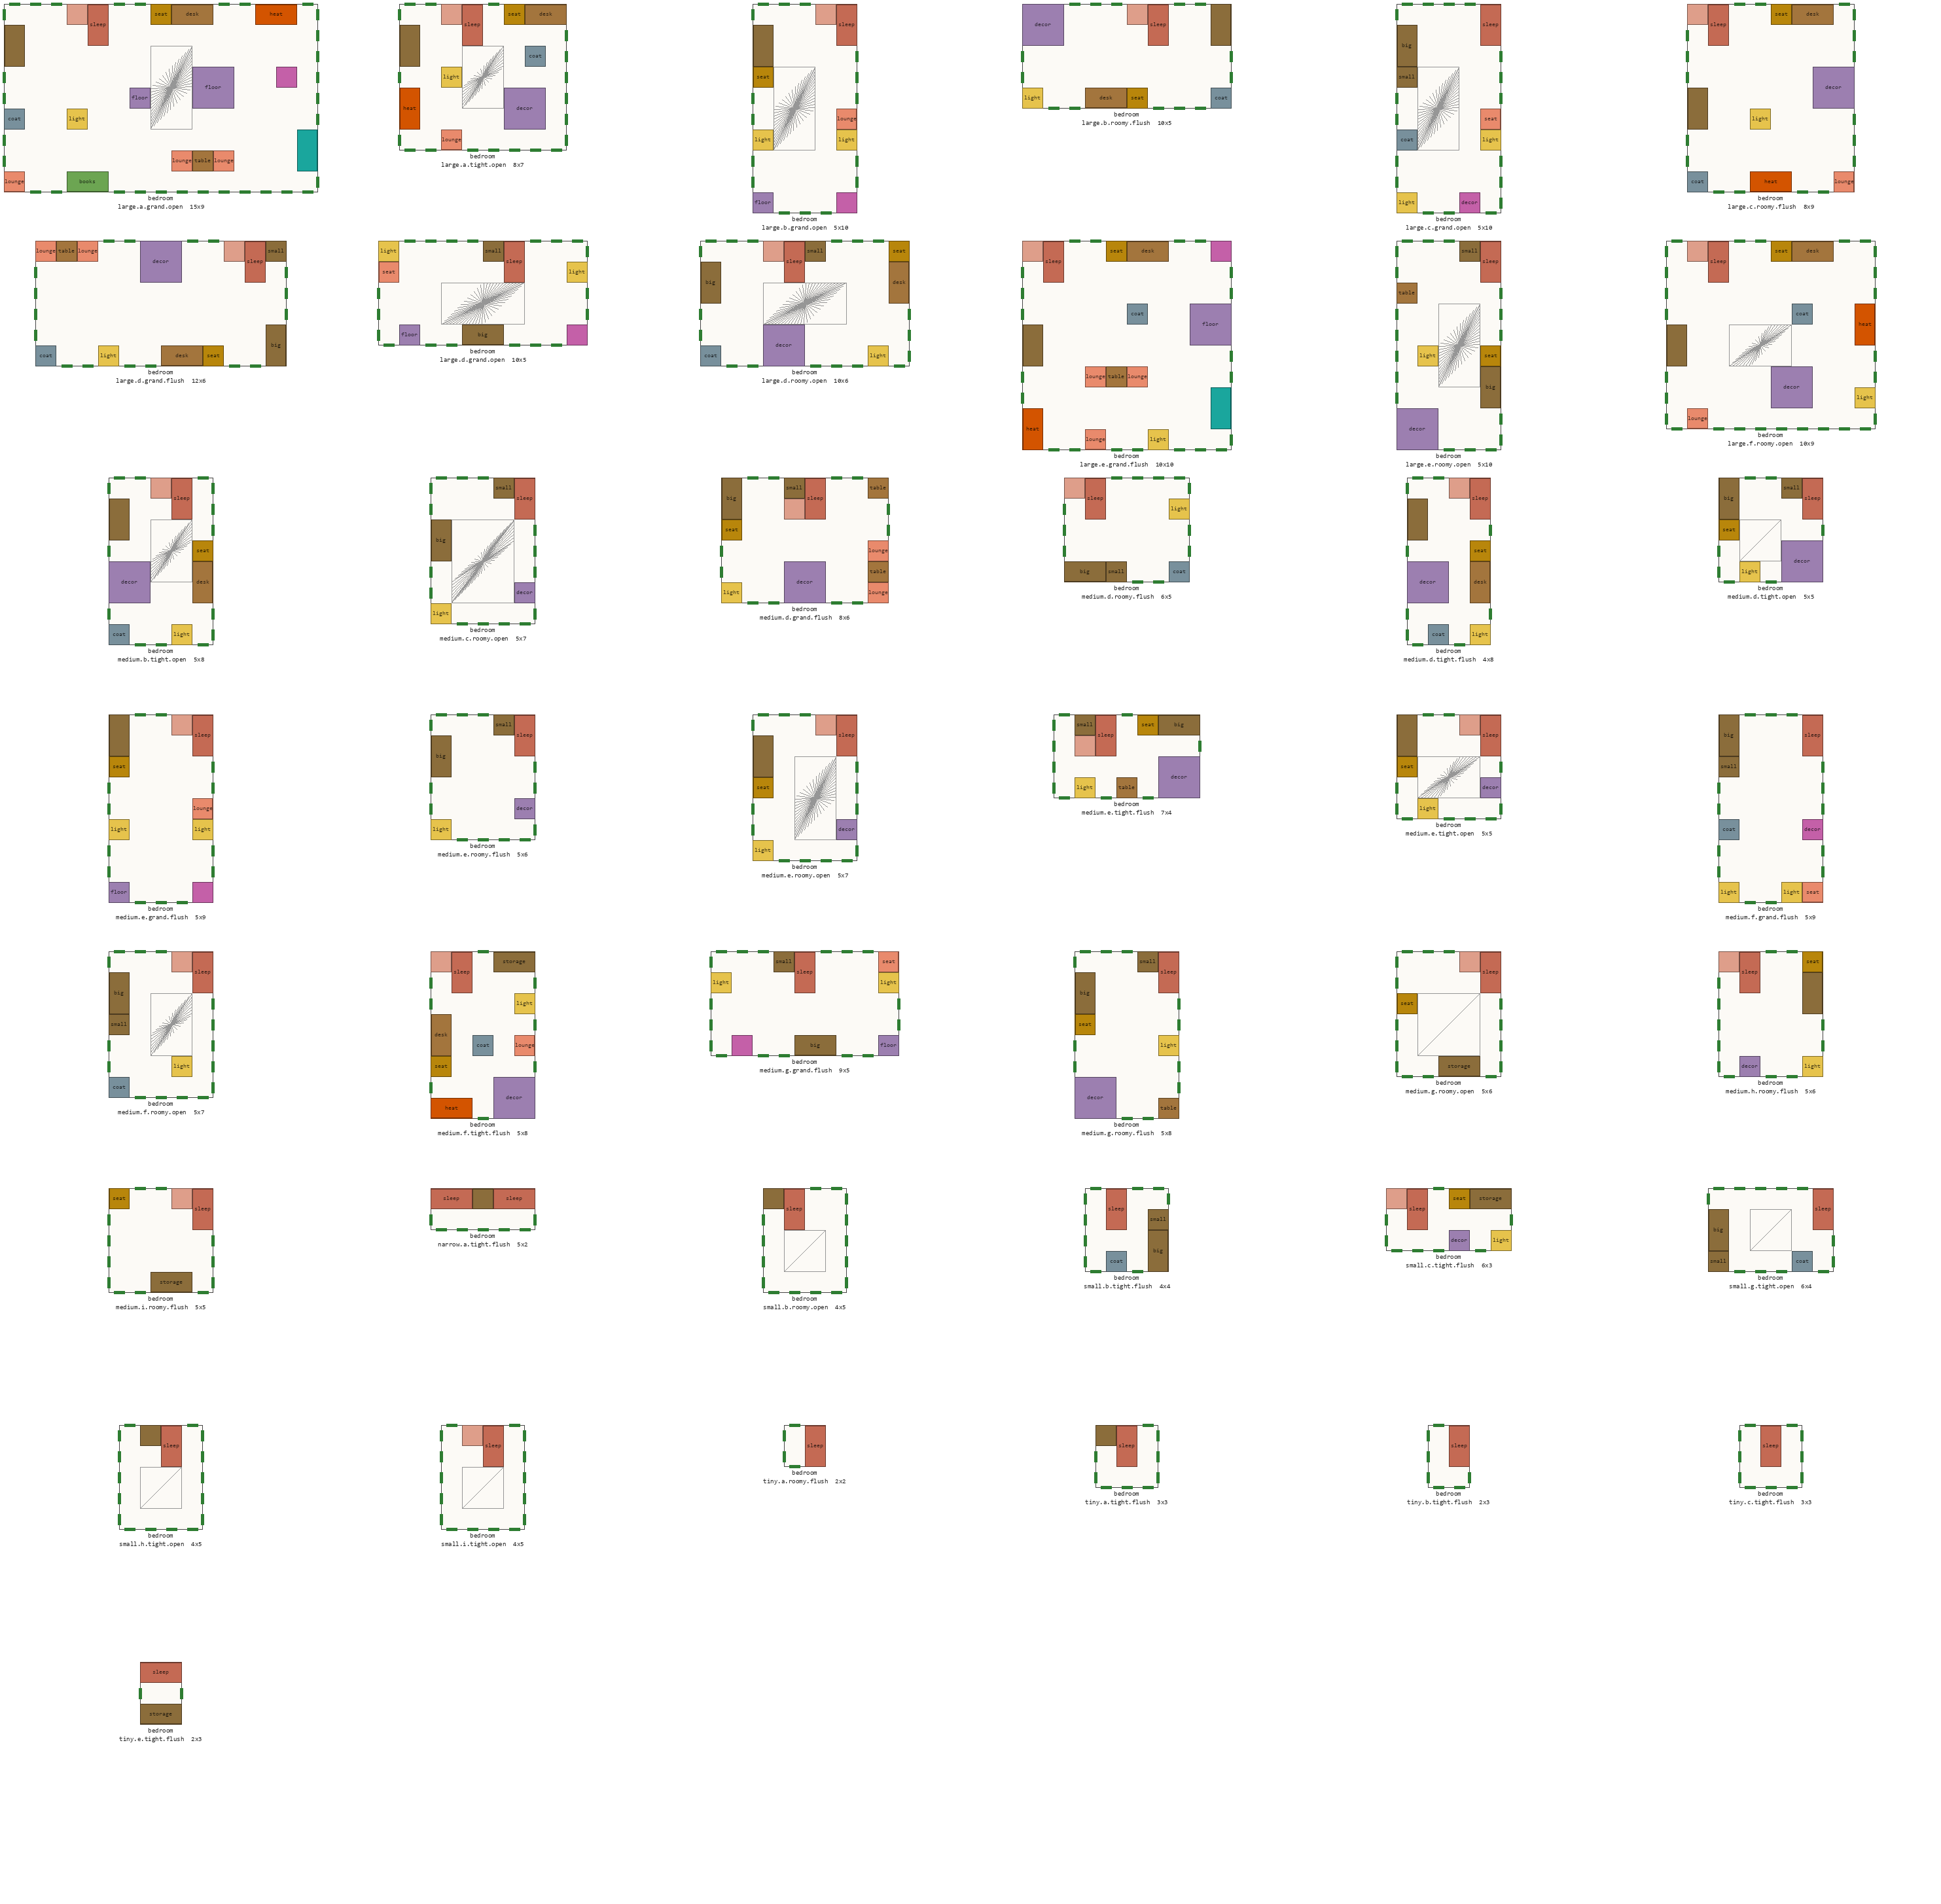 sleep seat desk heat
floor floor
coat light
lounge table lounge
lounge books
bedroom
large.a.grand.open 15x9
sleep seat desk
coat
light
heat decor
lounge
bedroom
large.a.tight.open 8x7
sleep
seat
lounge
light light
floor
bedroom
large.b.grand.open 5x10
decor sleep
light desk seat coat
bedroom
large.b.roomy.flush 10x5
sleep
big
small
seat
coat light
light decor
bedroom
large.c.grand.open 5x10
sleep seat desk
decor
light
coat heat lounge
bedroom
large.c.roomy.flush 8x9
lounge table lounge decor sleep small
coat light desk seat big
bedroom
large.d.grand.flush 12x6
light small sleep
seat light
floor big
bedroom
large.d.grand.open 10x5
sleep small seat
big desk
coat decor light
bedroom
large.d.roomy.open 10x6
sleep seat desk
coat floor
lounge table lounge
heat lounge light
bedroom
large.e.grand.flush 10x10
small sleep
table
light seat
big
decor
bedroom
large.e.roomy.open 5x10
sleep seat desk
coat heat
decor
light
lounge
bedroom
large.f.roomy.open 10x9
sleep
seat
decor desk
coat light
bedroom
medium.b.tight.open 5x8
small sleep
big
decor
light
bedroom
medium.c.roomy.open 5x7
big small sleep table
seat lounge
table
light decor lounge
bedroom
medium.d.grand.flush 8x6
sleep
light
big small coat
bedroom
medium.d.roomy.flush 6x5
sleep
seat
decor desk
coat light
bedroom
medium.d.tight.flush 4x8
big small sleep
seat
decor
light
bedroom
medium.d.tight.open 5x5
sleep
seat
lounge
light light
floor
bedroom
medium.e.grand.flush 5x9
small sleep
big
decor
light
bedroom
medium.e.roomy.flush 5x6
sleep
seat
decor
light
bedroom
medium.e.roomy.open 5x7
small sleep seat big
light table decor
bedroom
medium.e.tight.flush 7x4
sleep
seat
decor
light
bedroom
medium.e.tight.open 5x5
big sleep
small
coat decor
light light seat
bedroom
medium.f.grand.flush 5x9
sleep
big
small
light
coat
bedroom
medium.f.roomy.open 5x7
sleep storage
light
desk coat lounge
seat
heat decor
bedroom
medium.f.tight.flush 5x8
small sleep seat
light light
big floor
bedroom
medium.g.grand.flush 9x5
small sleep
big
seat
light
decor table
bedroom
medium.g.roomy.flush 5x8
sleep
seat
storage
bedroom
medium.g.roomy.open 5x6
sleep seat
decor light
bedroom
medium.h.roomy.flush 5x6
seat sleep
storage
bedroom
medium.i.roomy.flush 5x5
sleep sleep
bedroom
narrow.a.tight.flush 5x2
sleep
bedroom
small.b.roomy.open 4x5
sleep small
big
coat
bedroom
small.b.tight.flush 4x4
sleep seat storage
decor light
bedroom
small.c.tight.flush 6x3
sleep
big
small coat
bedroom
small.g.tight.open 6x4
sleep
bedroom
small.h.tight.open 4x5
sleep
bedroom
small.i.tight.open 4x5
sleep
bedroom
tiny.a.roomy.flush 2x2
sleep
bedroom
tiny.a.tight.flush 3x3
sleep
bedroom
tiny.b.tight.flush 2x3
sleep
bedroom
tiny.c.tight.flush 3x3
sleep
storage
bedroom
tiny.e.tight.flush 2x3